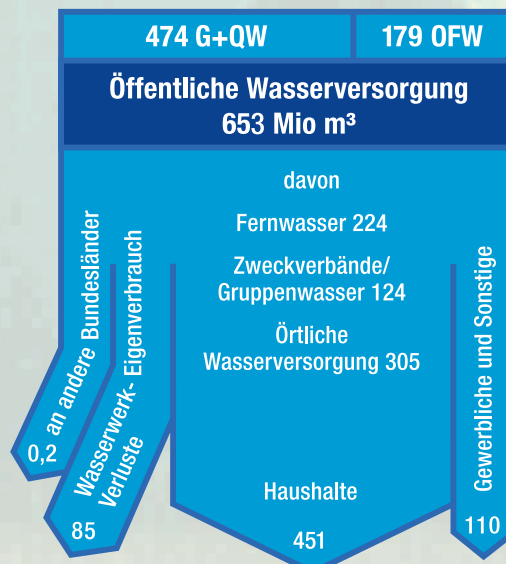 474 G+QW
179 OFW
Öffentliche Wasserversorgung
653 Mio m³
davon
Fernwasser 224
Zweckverbände/
Gruppenwasser 124
Örtliche
Wasserversorgung 305
an andere Bundesländer
0,2
Wasserwerk- Eigenverbrauch
Verluste
85
Haushalte
451
Gewerbliche und Sonstige
110